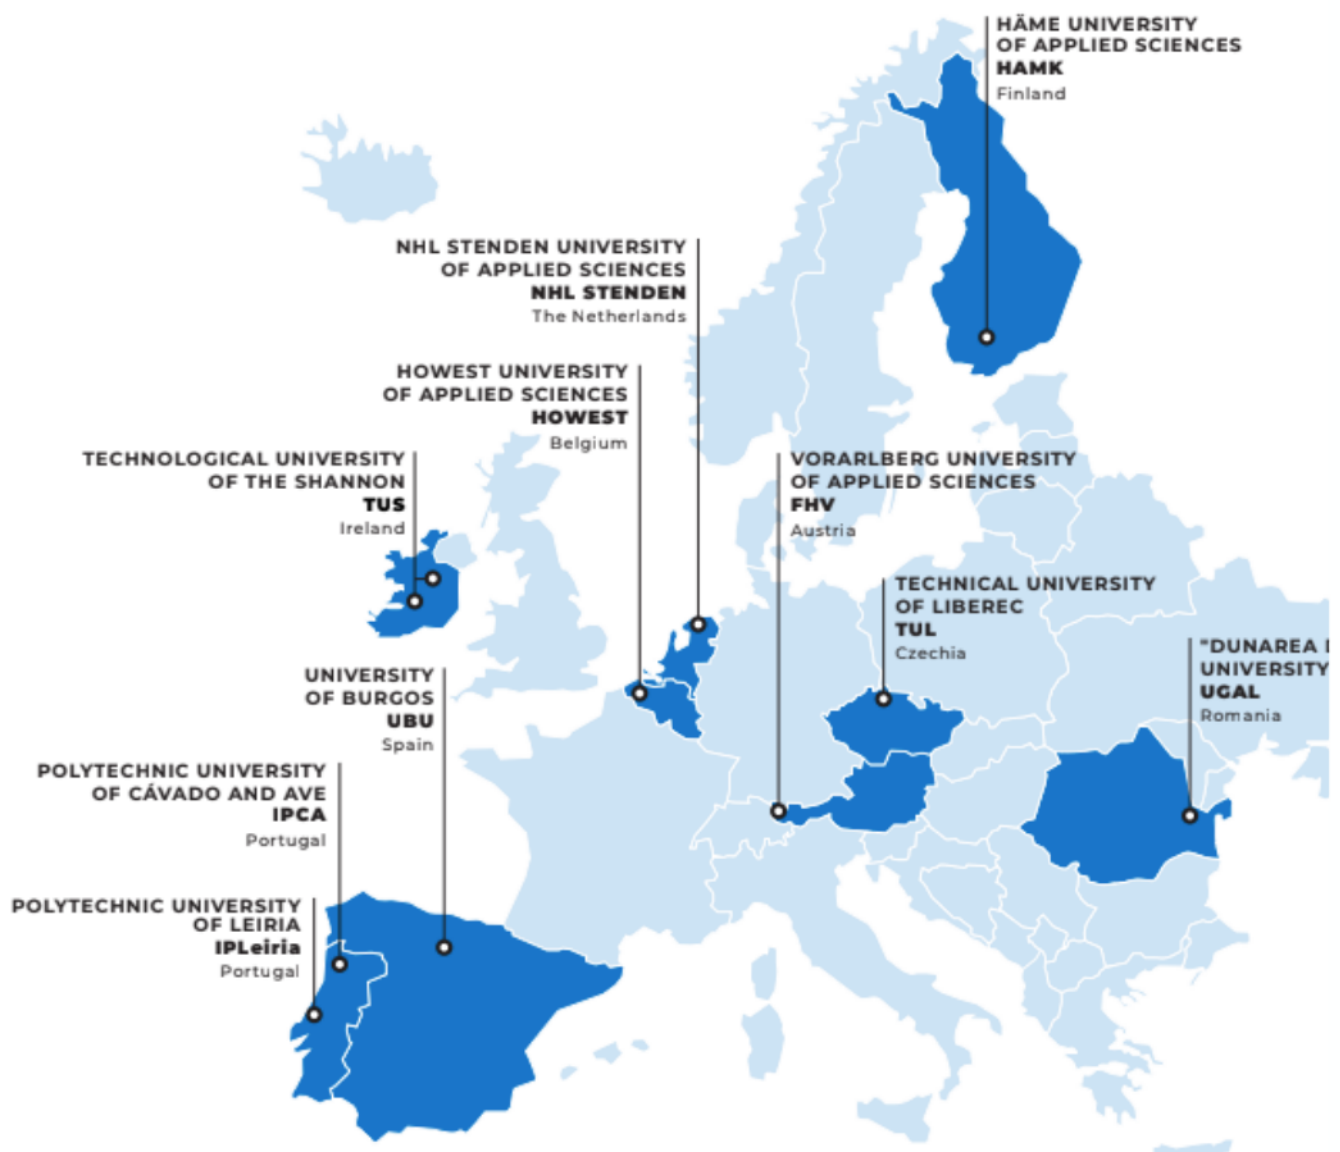 HÄME UNIVERSITY
OF APPLIED SCIENCES
HAMK
Finland
NHL STENDEN UNIVERSITY
OF APPLIED SCIENCES
NHL STENDEN
The Netherlands
HOWEST UNIVERSITY
OF APPLIED SCIENCES
HOWEST
Belgium
TECHNOLOGICAL UNIVERSITY
OF THE SHANNON
TUS
Ireland
VORARLBERG UNIVERSITY
OF APPLIED SCIENCES
FHV
Austria
TECHNICAL UNIVERSITY
OF LIBEREC
TUL
Czechia
"DUNAREA
UNIVERSITY
UGAL
Romania
UNIVERSITY
OF BURGOS
UBU
Spain
POLYTECHNIC UNIVERSITY
OF CÁVADO AND AVE
IPCA
Portugal
POLYTECHNIC UNIVERSITY
OF LEIRIA
IPLeiria
Portugal